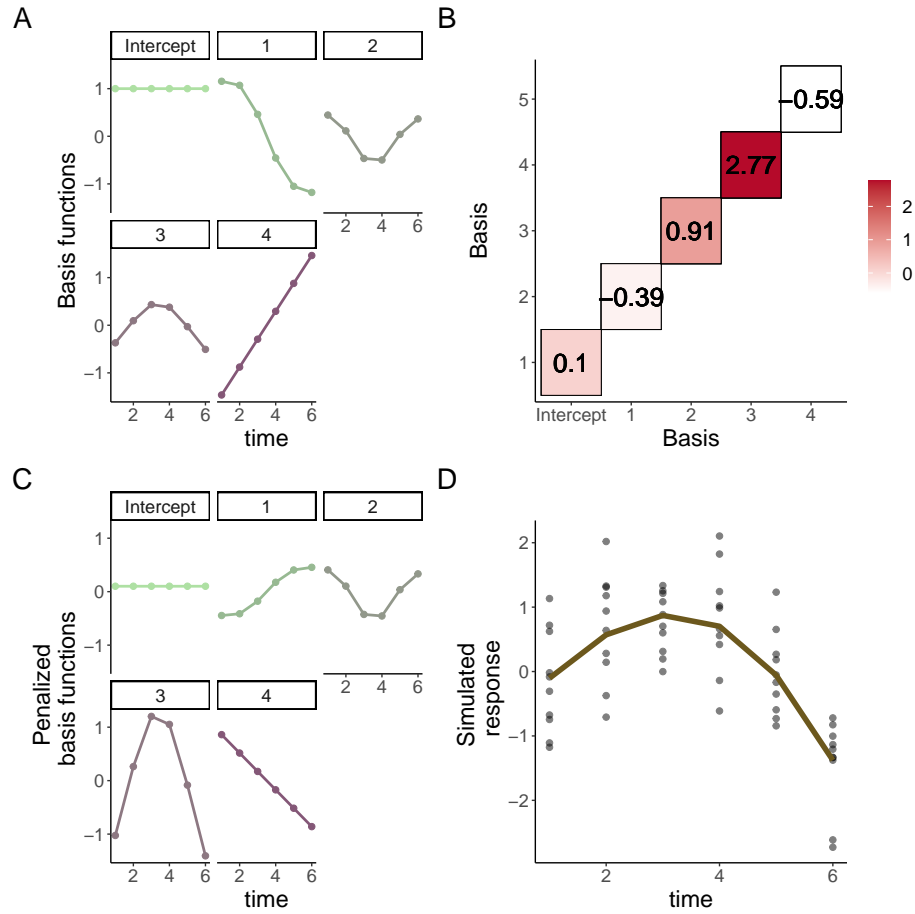 A
Intercept 1 2
1
0
−1
2 4 6
3 4
1
0
−1
2 4 6 2 4 6
time
Basis functions
B
5
4
3
2
1
−0.59
2.77
0.91
−0.39
0.1
Intercept 1 2 3 4
Basis
Basis
2
1
0
C
Intercept 1 2
1
0
−1
2 4 6
3 4
1
0
−1
2 4 6 2 4 6
time
Penalized
basis functions
D
2
1
0
−1
−2
2 4 6
time
Simulated
response